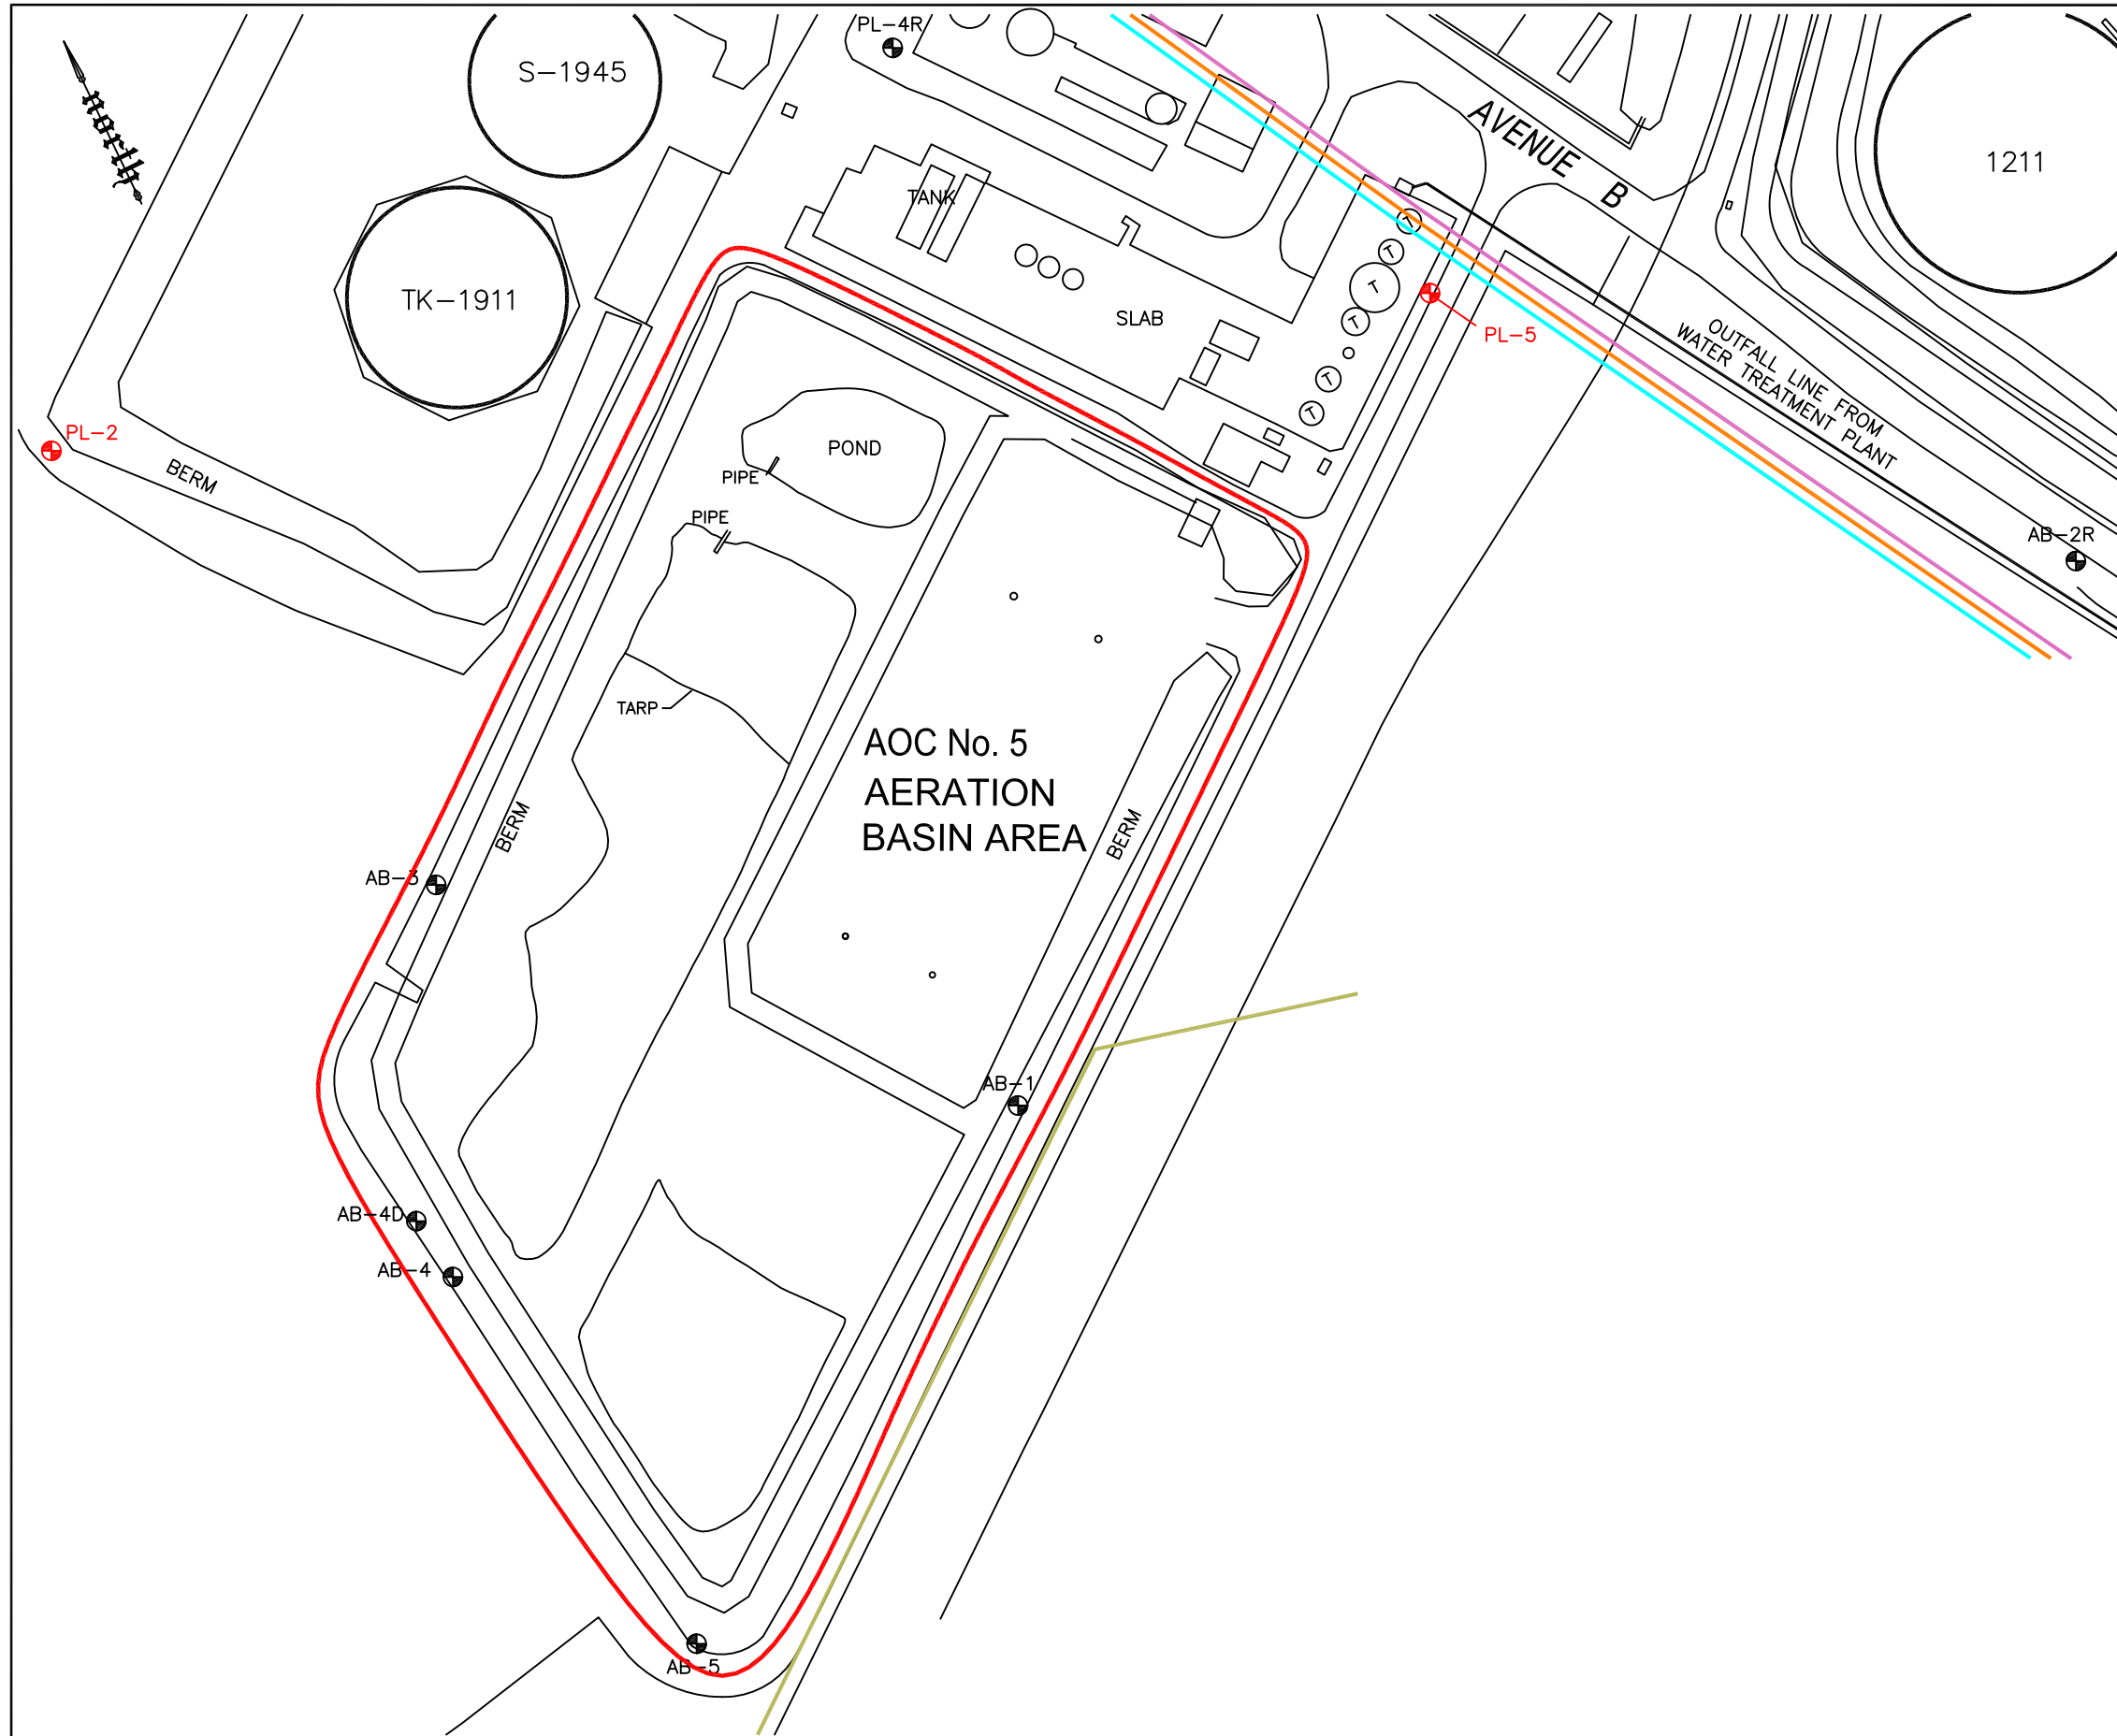 PL-4R
S-1945
north
AVENUE B
1211
TANK
TK-1911
SLAB
PL-5
OUTFALL LINE FROM
WATER TREATMENT PLANT
PL-2
BERM
POND
PIPE
PIPE
AB-2R
TARP
AOC No. 5
AERATION
BASIN AREA
BERM
BERM
AB-3
AB-1
AB-4D
AB-4
AB-5
T
T
T
T
T
T